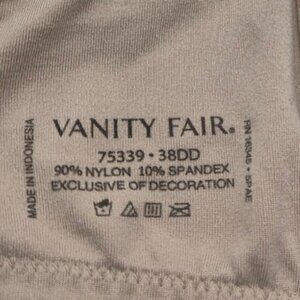 MADE IN INDONESIA
VANITY FAIR®
75339 • 38DD
90% NYLON 10% SPANDEX
EXCLUSIVE OF DECORATION